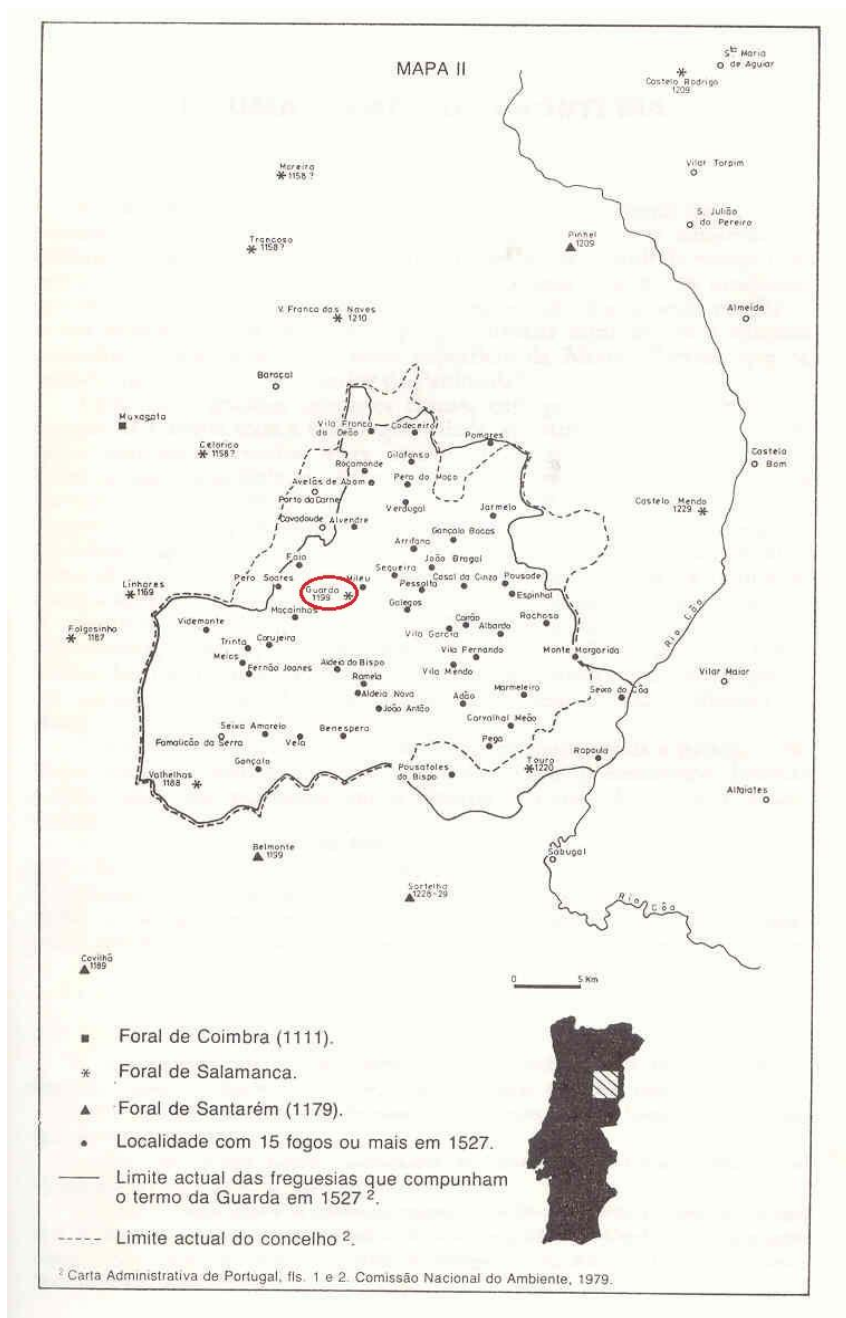 MAPA II
Sta Maria
de Aguiar
Castelo Rodrigo
1209
Moreira
1158 ?
Vilar Torpim
S. Julião
do Pereiro
Trancoso
1158?
Pinhel
1209
V. Franca das Naves
1210
Almeida
Baraçal
Muxagata
Vila Franca
do Deão
Codeceiro
Pomares
Celorico
1158?
Gilafonso
Castelo
Bom
Rocamonde
Avelãs de Abom
Pera do Moço
Porto da Carne
Verdugal
Jarmelo
Castelo Mendo
1229
Cavadoude
Alvendre
Gonçalo Bocas
Arrifana
João Bragal
Faia
Sequeira
Pero Soares
Mileu
Pessolta
Casal da Cinza
Pousade
Linhares
1169
Guarda
1199
Espinhal
Galegos
Maçainhas
Folgosinho
1187
Videmonte
Cairão
Rochoso
Vila Garcia
Albardo
Rio Côa
Trinta
Corujeira
Meios
Vila Fernando
Monte Margarida
Fernão Joanes
Aldeia do Bispo
Vila Mendo
Ramela
Vilar Maior
Aldeia Nova
Marmeleiro
Seixo do Côa
João Antão
Adão
Seixo Amarelo
Benespera
Carvalhal Meão
Famalicão da Serra
Vela
Pega
Rapoula
Gonçalo
Pousafoles
do Bispo
Touro
1220
Valhelhas
1188
Alfaiates
Belmonte
1199
Sabugal
Sortelha
1228-29
Rio Côa
Covilhã
1189
0 5 Km
Foral de Coimbra (1111).
Foral de Salamanca.
Foral de Santarém (1179).
Localidade com 15 fogos ou mais em 1527.
Limite actual das freguesias que compunham
o termo da Guarda em 1527 ².
Limite actual do concelho ².
² Carta Administrativa de Portugal, fls. 1 e 2. Comissão Nacional do Ambiente, 1979.